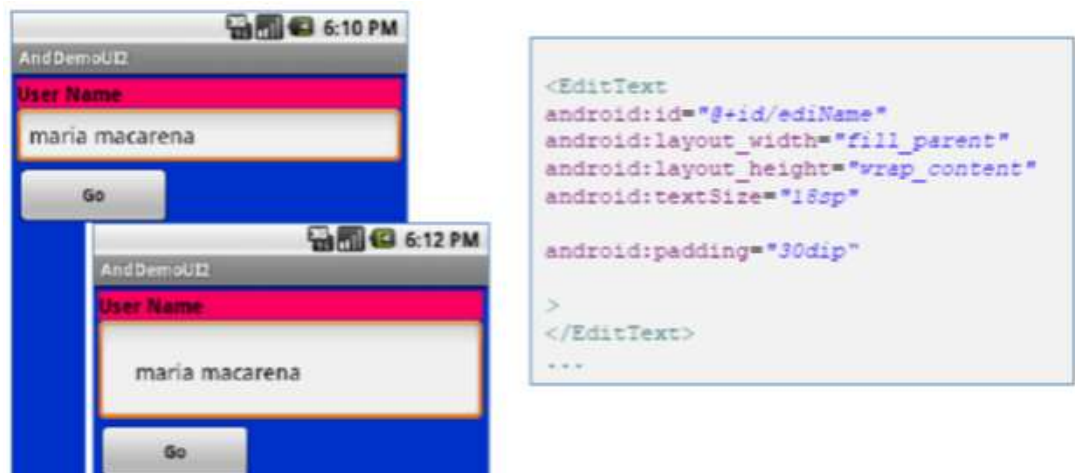 6:10 PM
AndDemoUI2
User Name
maria macarena
Go
6:12 PM
AndDemoUI2
User Name
maria macarena
Go
<EditText
android:id="@+id/ediName"
android:layout_width="fill_parent"
android:layout_height="wrap_content"
android:textSize="18sp"
android:padding="30dip"
>
</EditText>
...